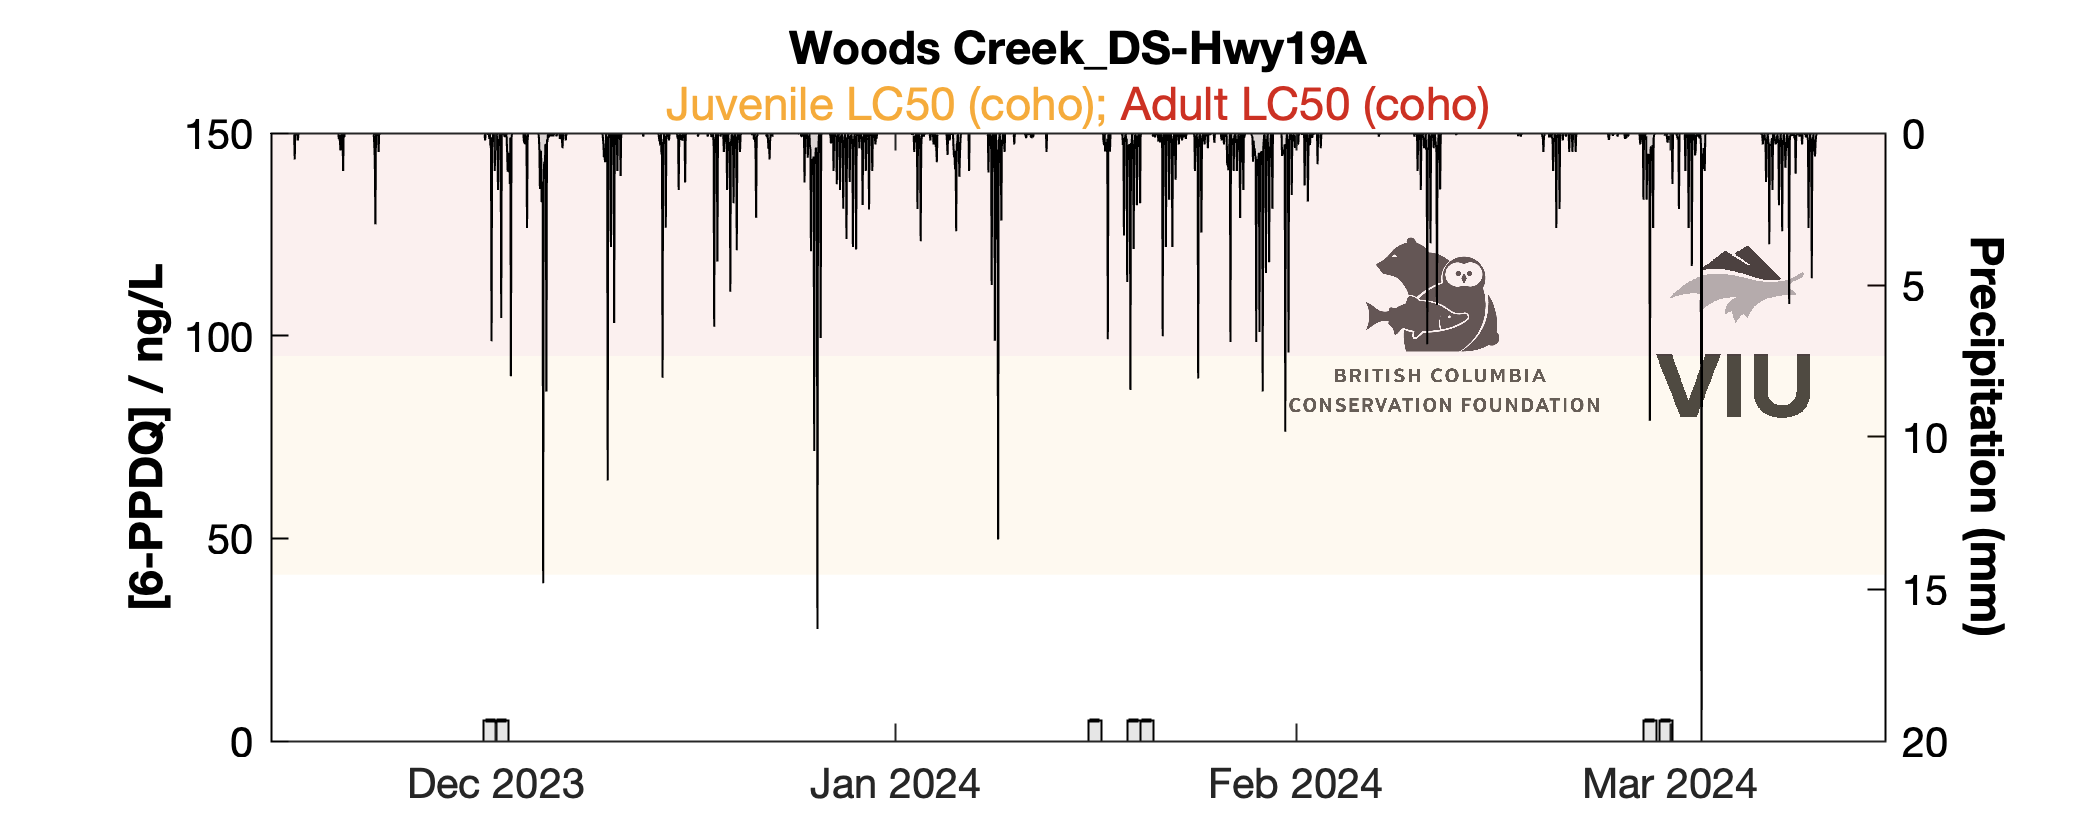 Woods Creek_DS-Hwy19A
Juvenile LC50 (coho); Adult LC50 (coho)
150
100
50
0
[6-PPDQ] / ng/L
0
5
10
15
20
Precipitation (mm)
BRITISH COLUMBIA
CONSERVATION FOUNDATION
VIU
Dec 2023
Jan 2024
Feb 2024
Mar 2024